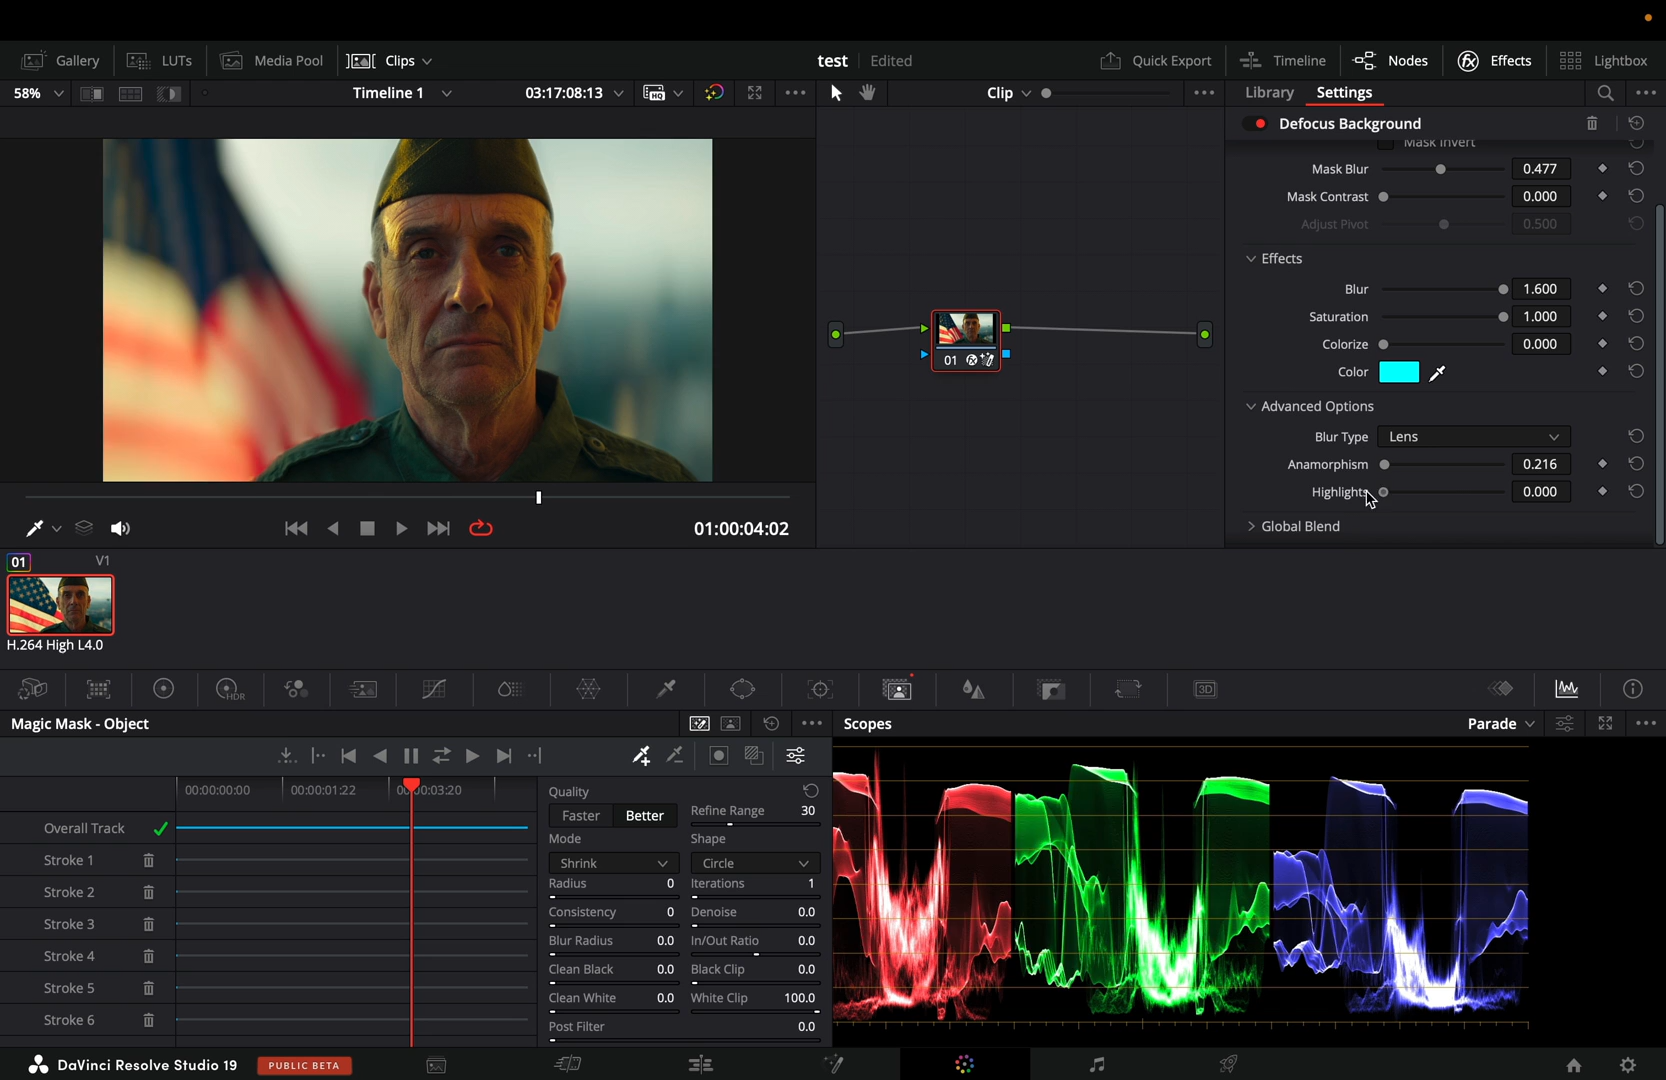 Gallery LUTs Media Pool Clips test Edited Quick Export Timeline Nodes Effects Lightbox
58% Timeline 1 03:17:08:13 HQ Clip Library Settings
Defocus Background
Mask Invert
Mask Blur 0.477
Mask Contrast 0.000
Adjust Pivot 0.500
Effects
Blur 1.600
Saturation 1.000
Colorize 0.000
Color
01
Advanced Options
Blur Type Lens
Anamorphism 0.216
Highlights 0.000
Global Blend
01:00:04:02
01 V1
H.264 High L4.0
HDR
3D
Magic Mask - Object
Scopes Parade
00:00:00:00 00:00:01:22 00:00:03:20
Overall Track
Stroke 1
Stroke 2
Stroke 3
Stroke 4
Stroke 5
Stroke 6
Quality
Faster Better Refine Range 30
Mode Shape
Shrink Circle
Radius 0 Iterations 1
Consistency 0 Denoise 0.0
Blur Radius 0.0 In/Out Ratio 0.0
Clean Black 0.0 Black Clip 0.0
Clean White 0.0 White Clip 100.0
Post Filter 0.0
DaVinci Resolve Studio 19 PUBLIC BETA